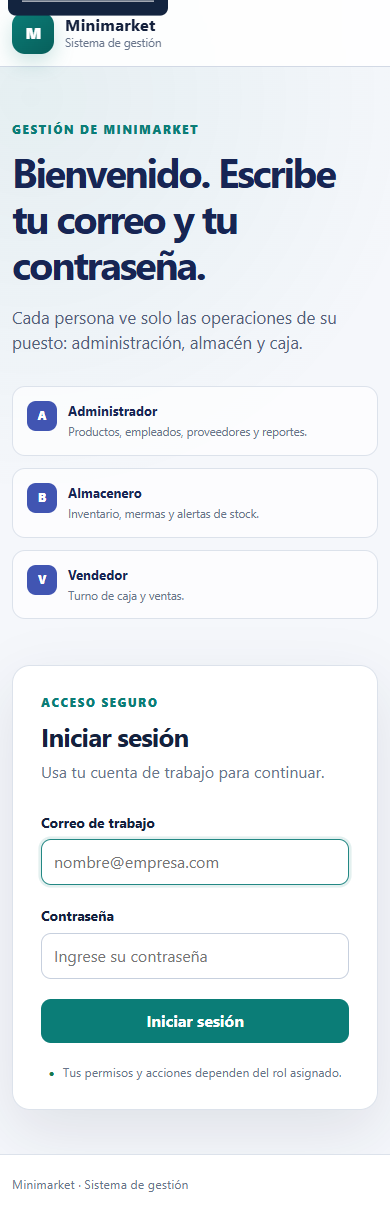 M
Minimarket
Sistema de gestión
GESTIÓN DE MINIMARKET
Bienvenido. Escribe
tu correo y tu
contraseña.
Cada persona ve solo las operaciones de su
puesto: administración, almacén y caja.
A
Administrador
Productos, empleados, proveedores y reportes.
B
Almacenero
Inventario, mermas y alertas de stock.
V
Vendedor
Turno de caja y ventas.
ACCESO SEGURO
Iniciar sesión
Usa tu cuenta de trabajo para continuar.
Correo de trabajo
nombre@empresa.com
Contraseña
Ingrese su contraseña
Iniciar sesión
• Tus permisos y acciones dependen del rol asignado.
Minimarket · Sistema de gestión